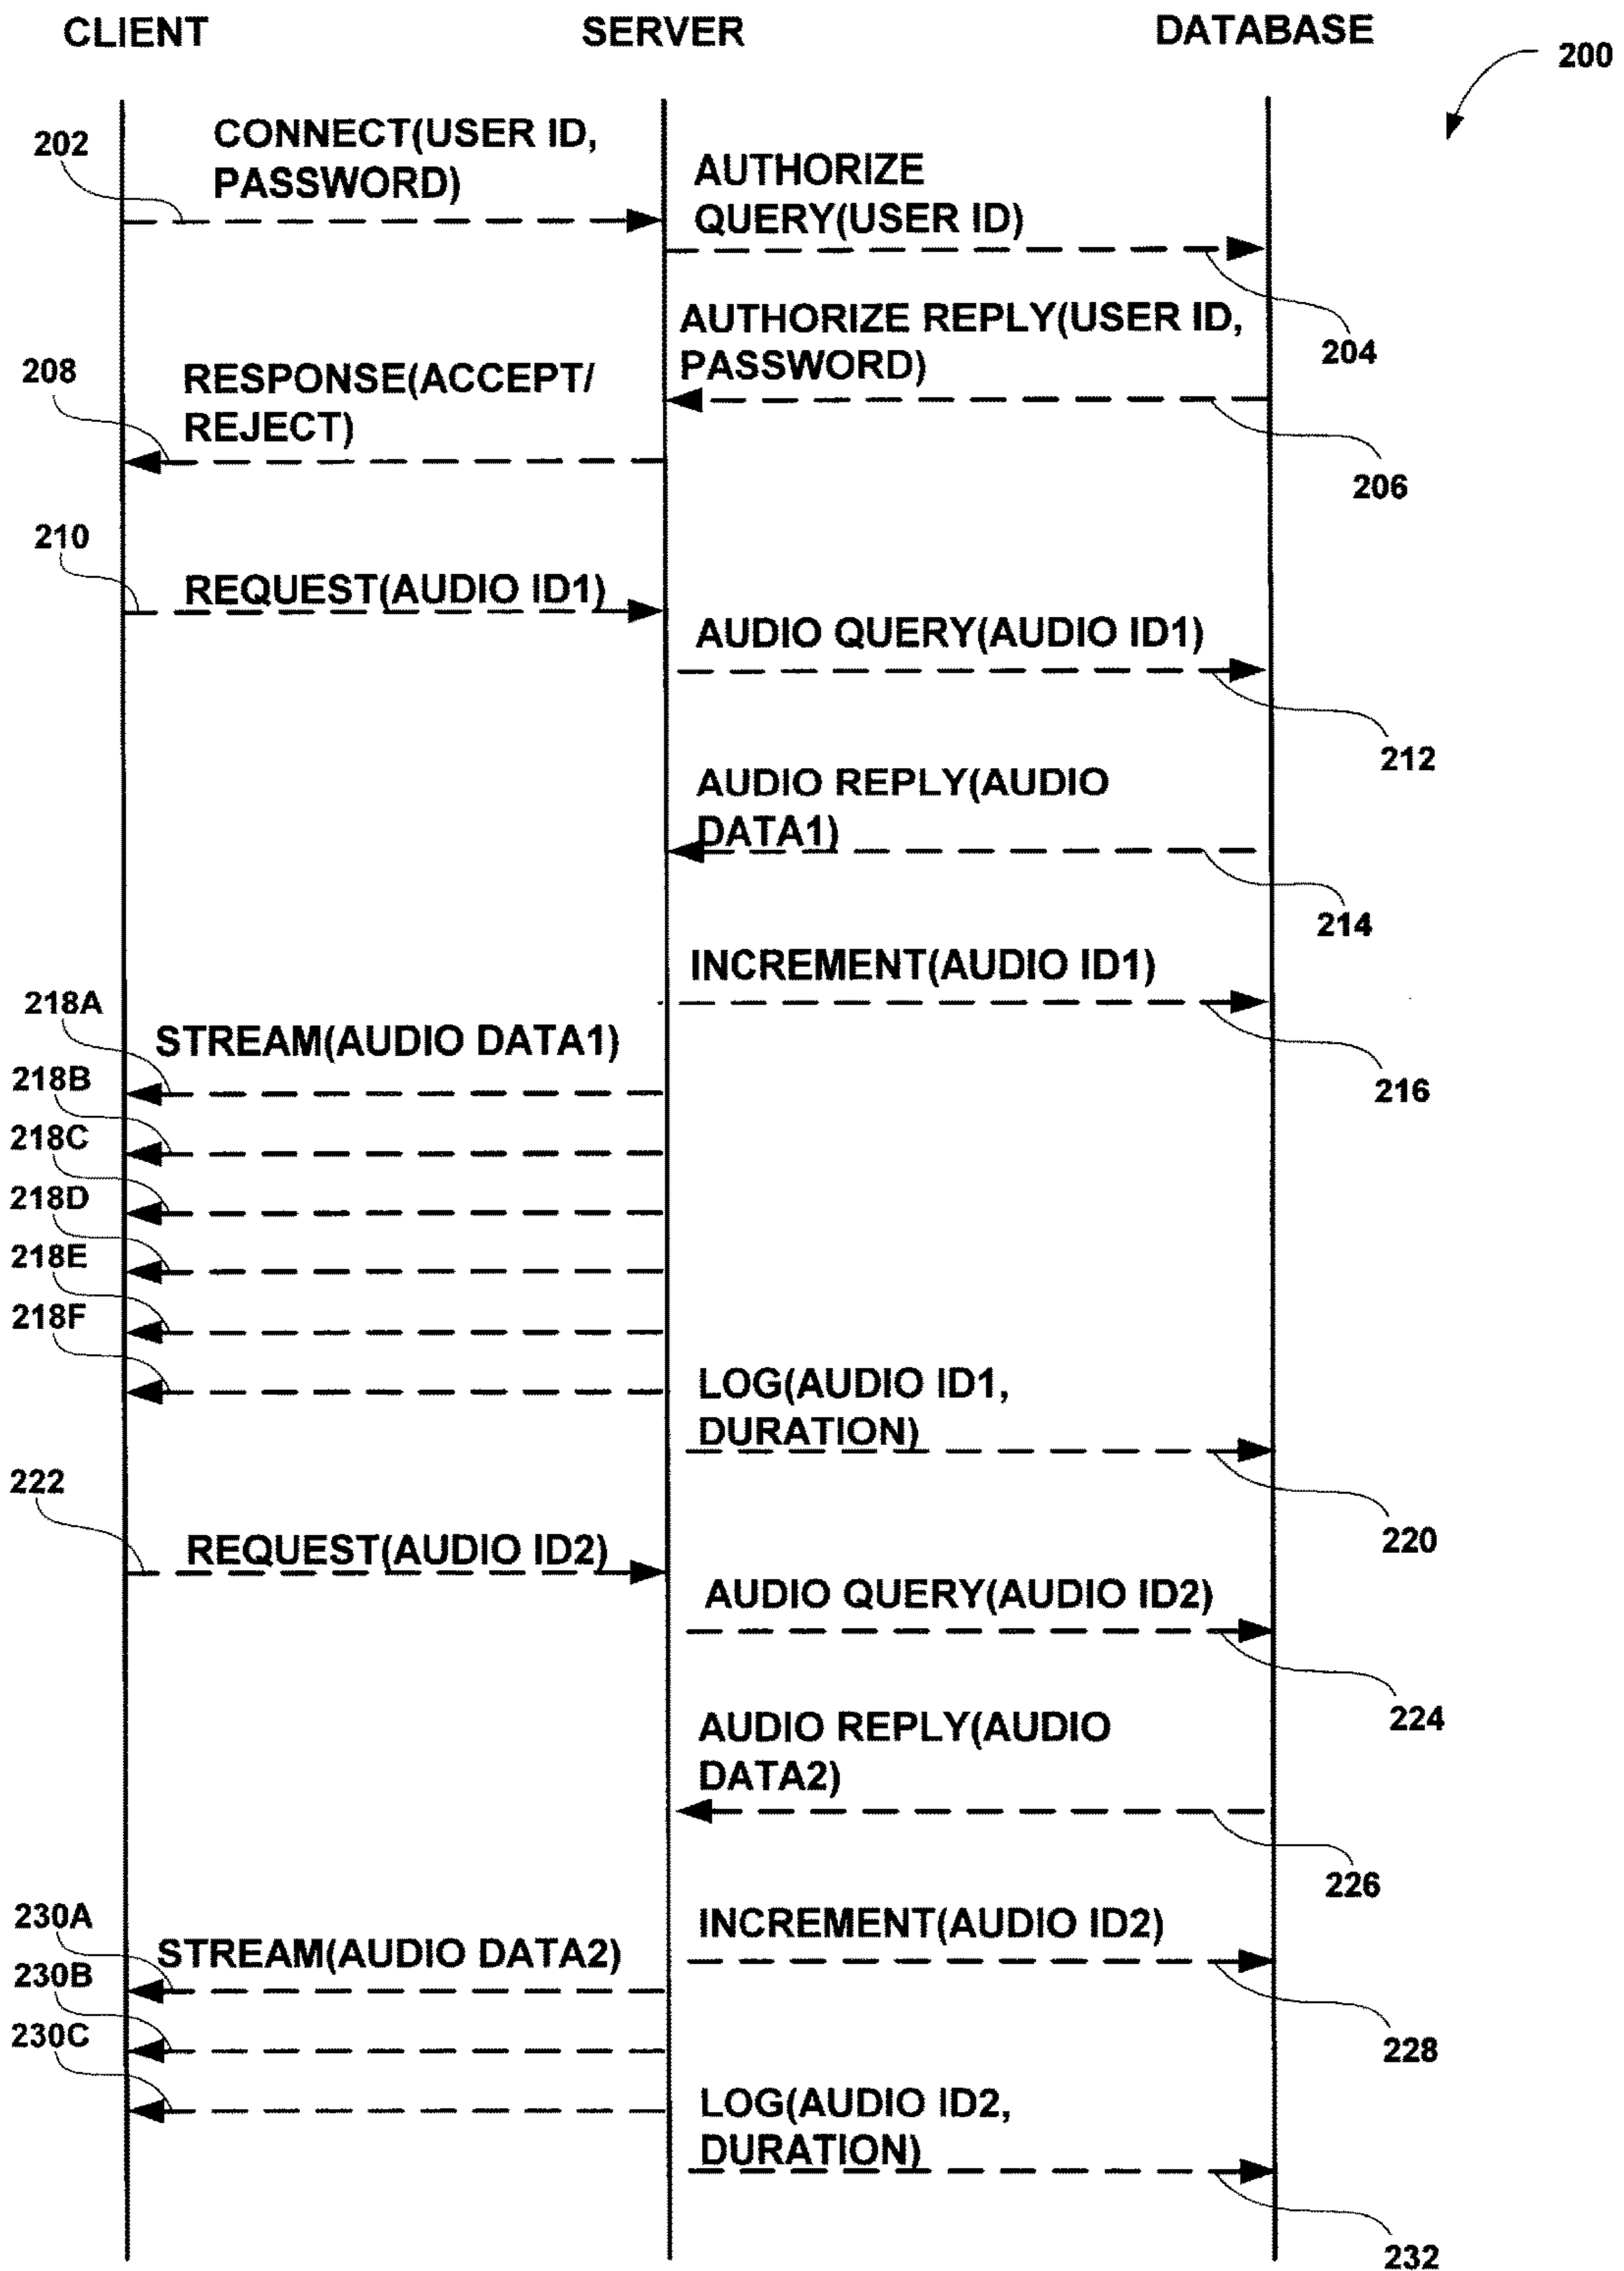 CLIENT
SERVER
DATABASE
200
202
CONNECT(USER ID,
PASSWORD)
AUTHORIZE
QUERY(USER ID)
204
AUTHORIZE REPLY(USER ID,
PASSWORD)
206
208
RESPONSE(ACCEPT/
REJECT)
210
REQUEST(AUDIO ID1)
AUDIO QUERY(AUDIO ID1)
212
AUDIO REPLY(AUDIO
DATA1)
214
INCREMENT(AUDIO ID1)
216
218A
STREAM(AUDIO DATA1)
218B
218C
218D
218E
218F
LOG(AUDIO ID1,
DURATION)
220
222
REQUEST(AUDIO ID2)
AUDIO QUERY(AUDIO ID2)
224
AUDIO REPLY(AUDIO
DATA2)
226
INCREMENT(AUDIO ID2)
228
230A
STREAM(AUDIO DATA2)
230B
230C
LOG(AUDIO ID2,
DURATION)
232